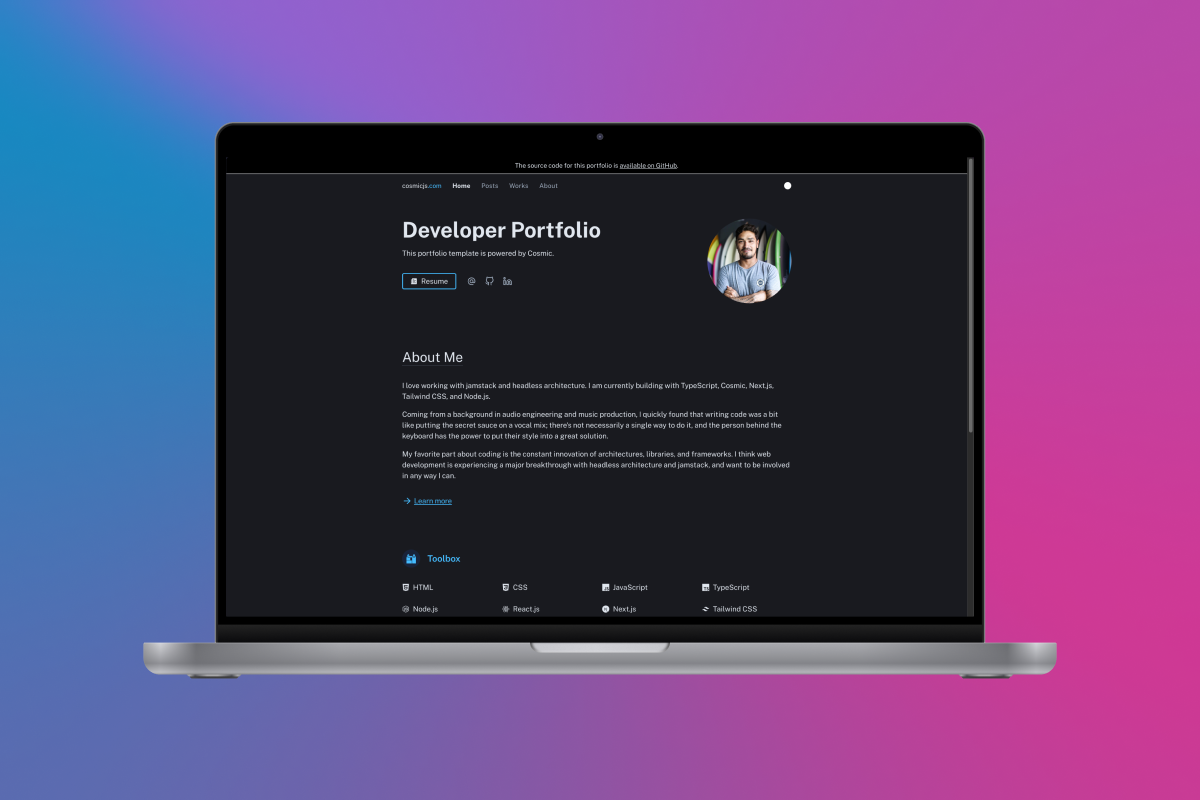 The source code for this portfolio is available on GitHub.
cosmicjs.com Home Posts Works About
Developer Portfolio
This portfolio template is powered by Cosmic.
Resume
About Me
I love working with jamstack and headless architecture. I am currently building with TypeScript, Cosmic, Next.js,
Tailwind CSS, and Node.js.
Coming from a background in audio engineering and music production, I quickly found that writing code was a bit
like putting the secret sauce on a vocal mix; there's not necessarily a single way to do it, and the person behind the
keyboard has the power to put their style into a great solution.
My favorite part about coding is the constant innovation of architectures, libraries, and frameworks. I think web
development is experiencing a major breakthrough with headless architecture and jamstack, and want to be involved
in any way I can.
Learn more
Toolbox
HTML CSS JavaScript TypeScript
Node.js React.js Next.js Tailwind CSS